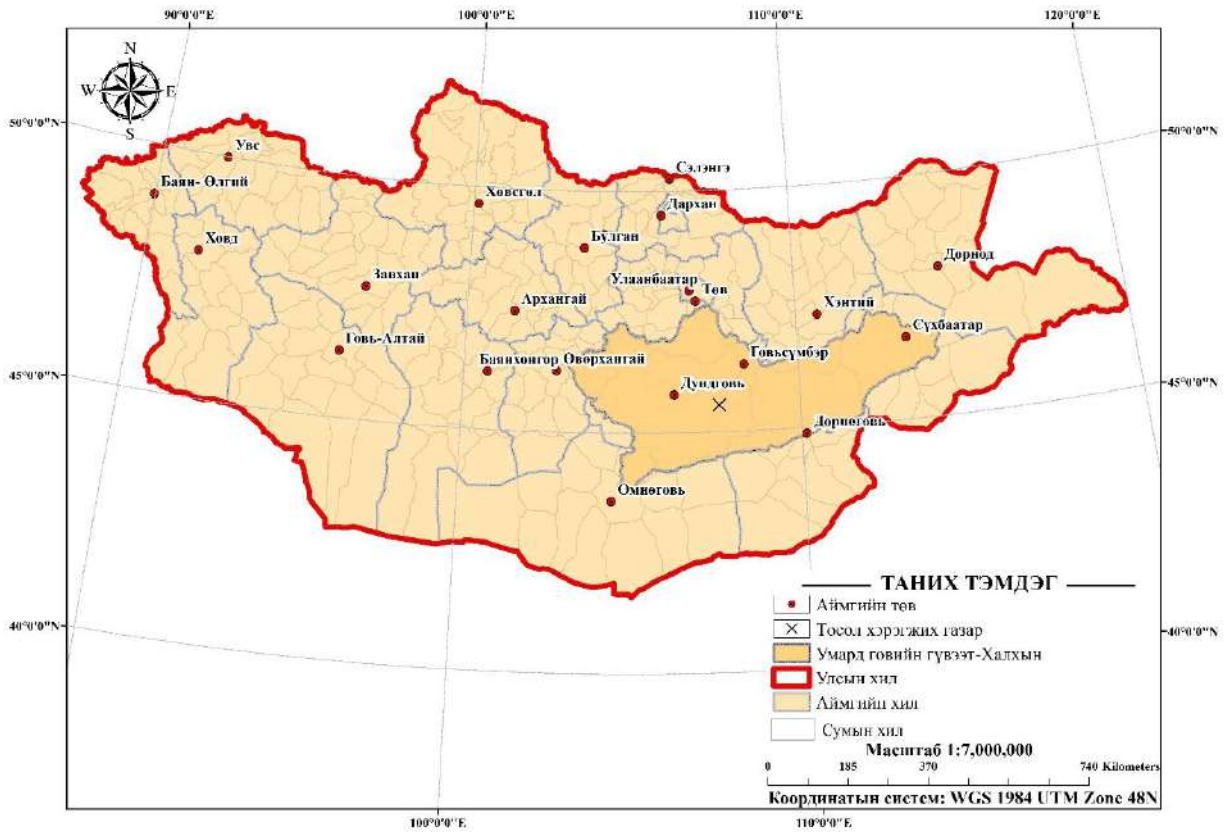 90°0'0"E 100°0'0"E 110°0'0"E 120°0'0"E
N
W E
S
50°0'0"N 50°0'0"N
Увс
Сэлэнгэ
Баян- Өлгий
Хөвсгөл
Дархан
Ховд
Булган
Дорнод
Завхан
Улаанбаатар
Төв
Архангай
Хэнтий
Сүхбаатар
Говь-Алтай
Баянхонгор Өвөрхангай
Говьсүмбэр
45°0'0"N 45°0'0"N
Дундговь
Дорноговь
Өмнөговь
ТАНИХ ТЭМДЭГ
Аймгийн төв
Төсөл хэрэгжих газар
40°0'0"N 40°0'0"N
Умард говийн гүвээт-Халхын
Улсын хил
Аймгийн хил
Сумын хил
Масштаб 1:7,000,000
0 185 370 740 Kilometers
Координатын систем: WGS 1984 UTM Zone 48N
100°0'0"E 110°0'0"E